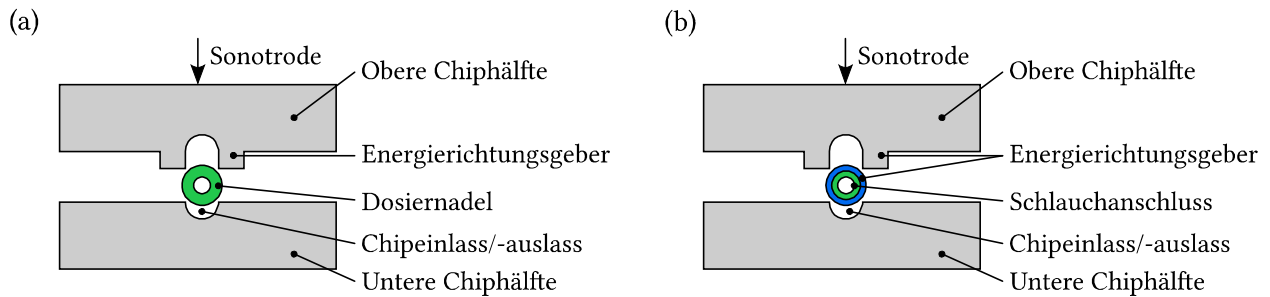 (a)
Sonotrode
Obere Chiphälfte
Energierichtungsgeber
Dosiernadel
Chipeinlass/-auslass
Untere Chiphälfte
(b)
Sonotrode
Obere Chiphälfte
Energierichtungsgeber
Schlauchanschluss
Chipeinlass/-auslass
Untere Chiphälfte